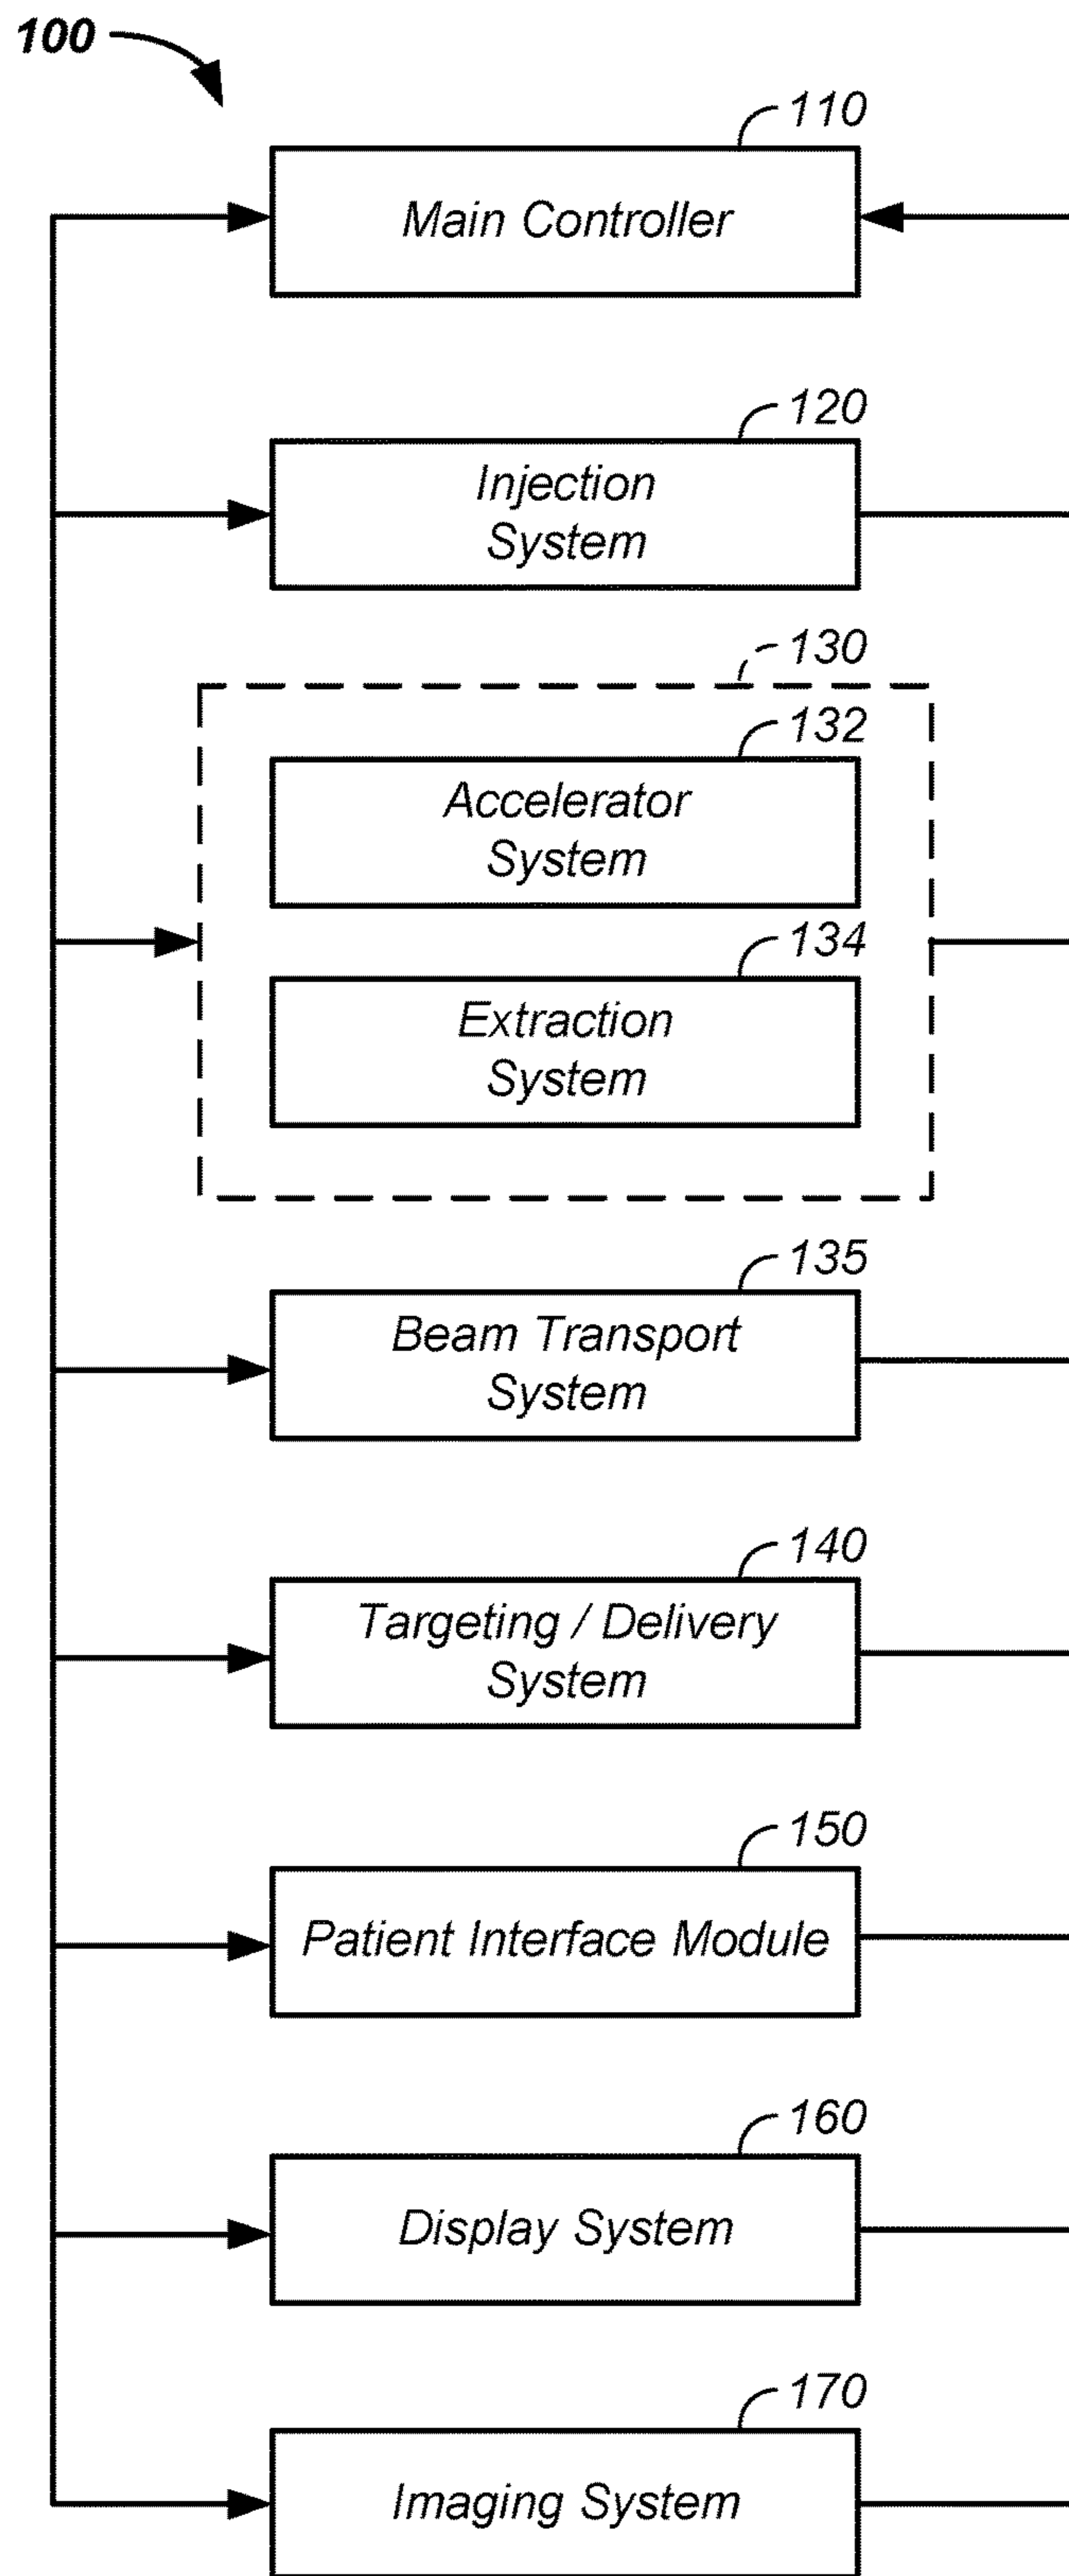 100
110
Main Controller
120
Injection
System
130
132
Accelerator
System
134
Extraction
System
135
Beam Transport
System
140
Targeting / Delivery
System
150
Patient Interface Module
160
Display System
170
Imaging System